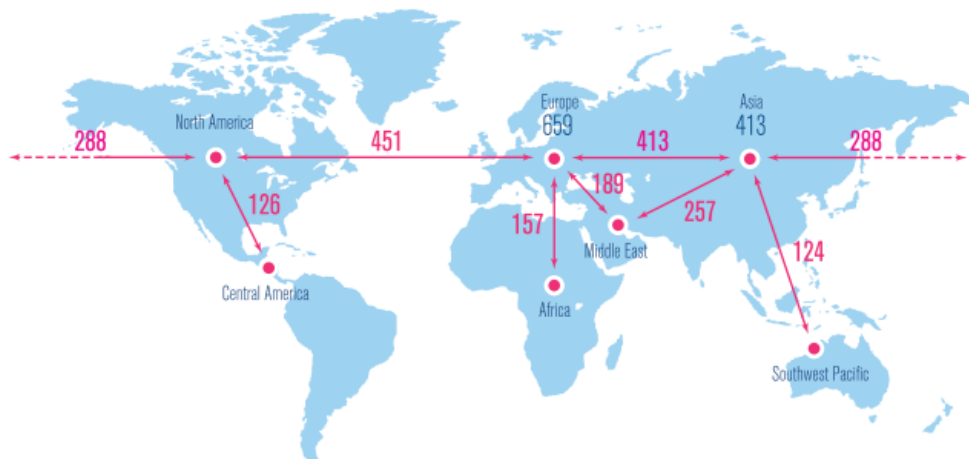 Europe
659
Asia
413
North America
288
451
413
288
189
126
157
257
Middle East
124
Central America
Africa
Southwest Pacific